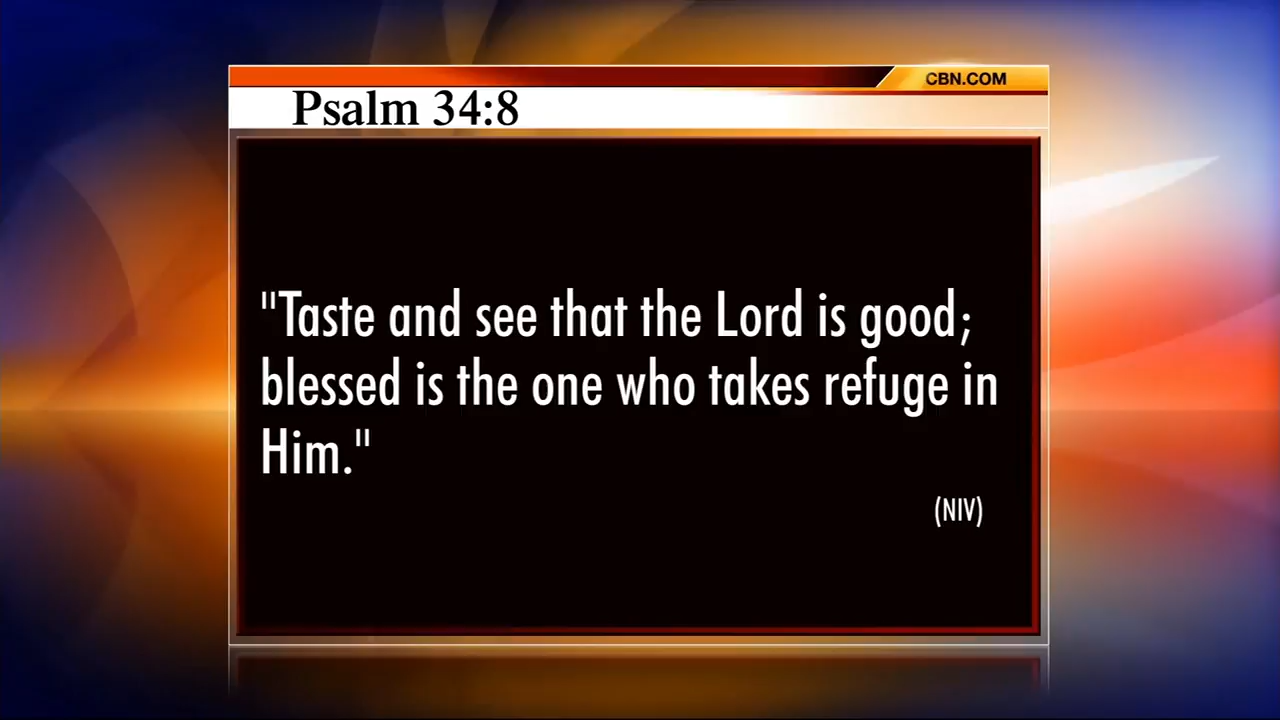 CBN.COM
Psalm 34:8
"Taste and see that the Lord is good;
blessed is the one who takes refuge in
Him."
(NIV)